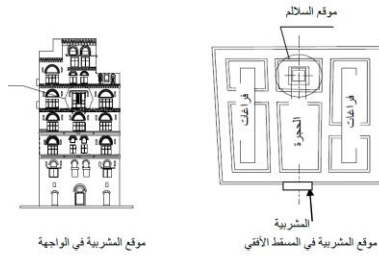 موقع السلالم
فراغات
الحجرة
فراغات
المشربية
موقع المشربية في المسقط الأفقي
موقع المشربية في الواجهة